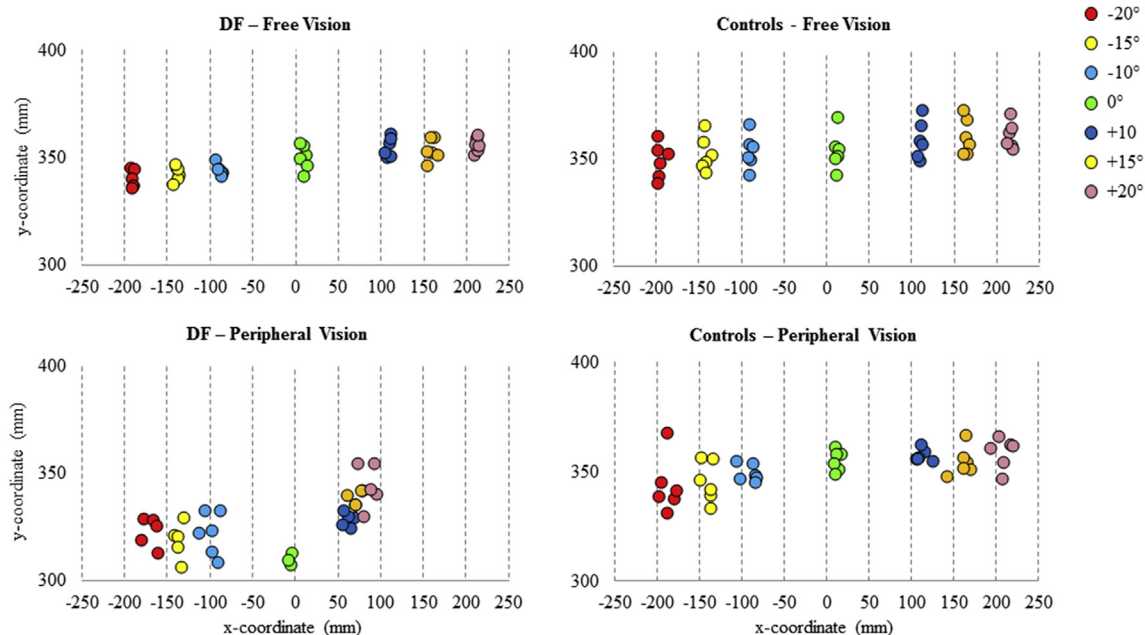 DF – Free Vision
400
350
300
y-coordinate (mm)
-250 -200 -150 -100 -50 0 50 100 150 200 250
Controls - Free Vision
400
350
300
-250 -200 -150 -100 -50 0 50 100 150 200 250
-20°
-15°
-10°
0°
+10
+15°
+20°
DF – Peripheral Vision
400
350
300
y-coordinate (mm)
-250 -200 -150 -100 -50 0 50 100 150 200 250
x-coordinate (mm)
Controls – Peripheral Vision
400
350
300
-250 -200 -150 -100 -50 0 50 100 150 200 250
x-coordinate (mm)